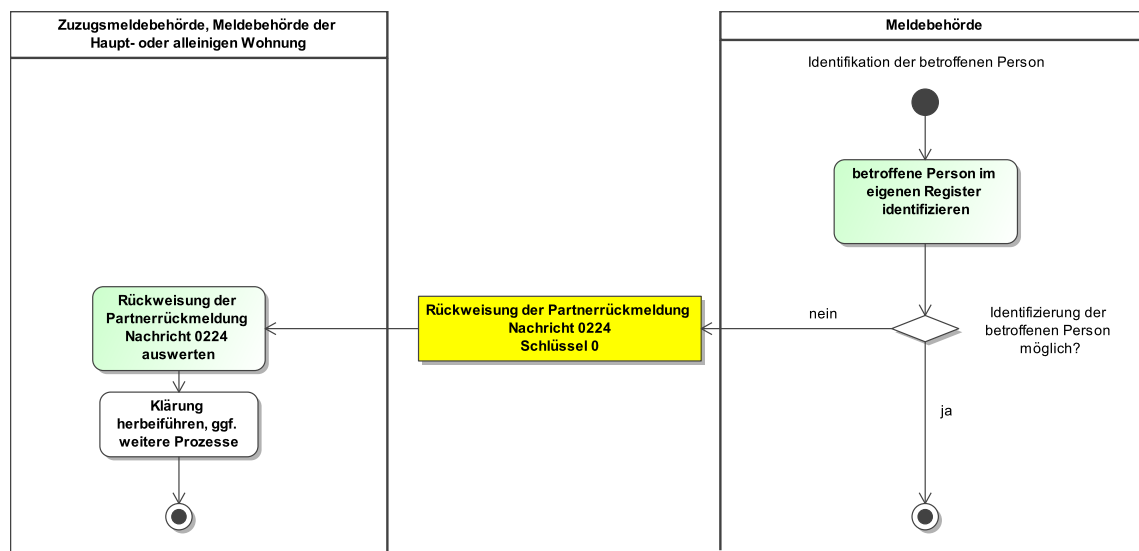 Zuzugsmeldebehörde, Meldebehörde der
Haupt- oder alleinigen Wohnung
Meldebehörde
Identifikation der betroffenen Person
betroffene Person im
eigenen Register
identifizieren
Rückweisung der
Partnerrückmeldung
Nachricht 0224
auswerten
Rückweisung der Partnerrückmeldung
Nachricht 0224
Schlüssel 0
nein
Identifizierung der
betroffenen Person
möglich?
Klärung
herbeiführen, ggf.
weitere Prozesse
ja